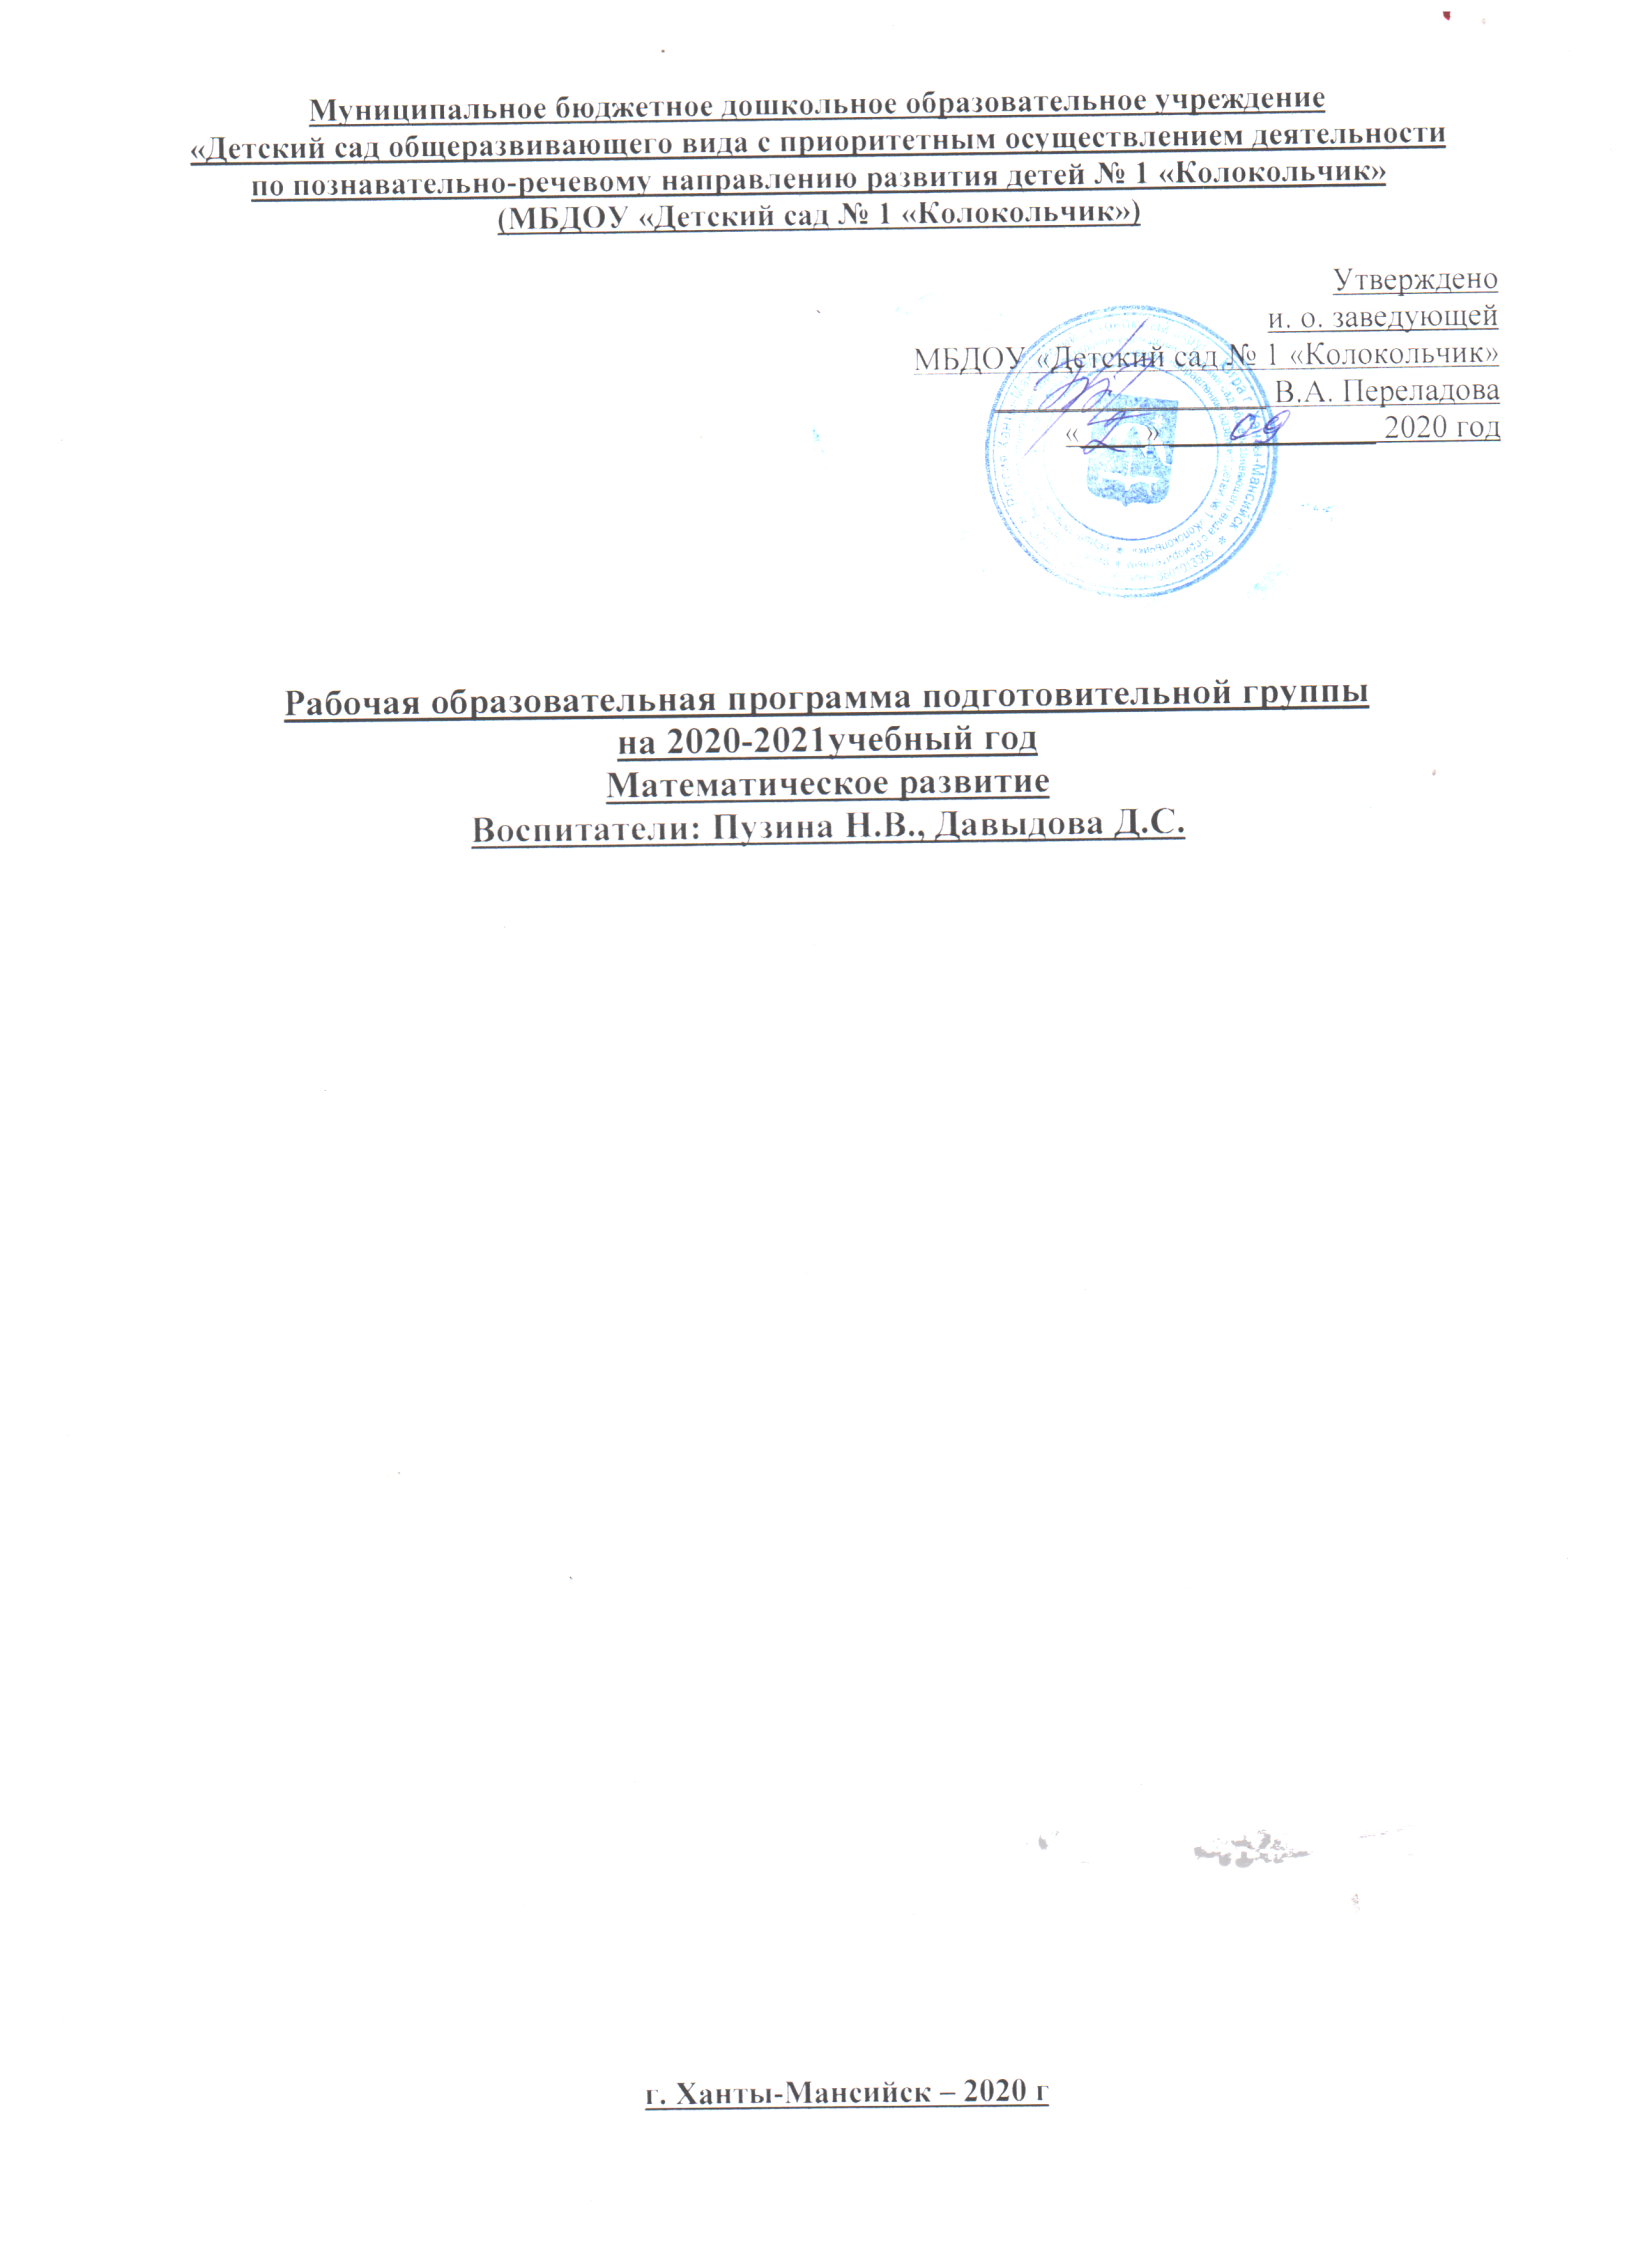 Муниципальное бюджетное дошкольное образовательное учреждение
«Детский сад общеразвивающего вида с приоритетным осуществлением деятельности
по познавательно-речевому направлению развития детей № 1 «Колокольчик»
(МБДОУ «Детский сад № 1 «Колокольчик»)
Утверждено
и. о. заведующей
МБДОУ «Детский сад № 1 «Колокольчик»
В.А. Переладова
«2» 09 2020 год
Рабочая образовательная программа подготовительной группы
на 2020-2021учебный год
Математическое развитие
Воспитатели: Пузина Н.В., Давыдова Д.С.
г. Ханты-Мансийск – 2020 г